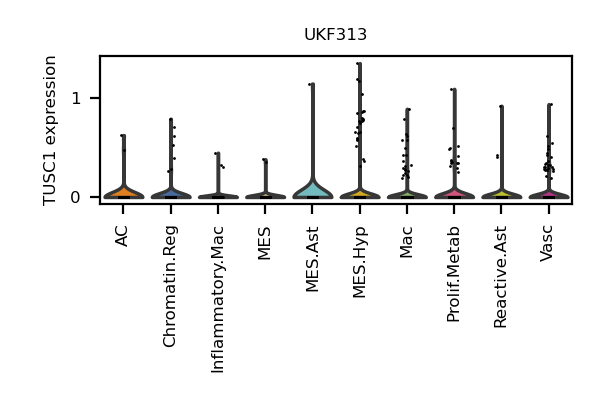 UKF313
TUSC1 expression
1
0
AC
Chromatin.Reg
Inflammatory.Mac
MES
MES.Ast
MES.Hyp
Mac
Prolif.Metab
Reactive.Ast
Vasc